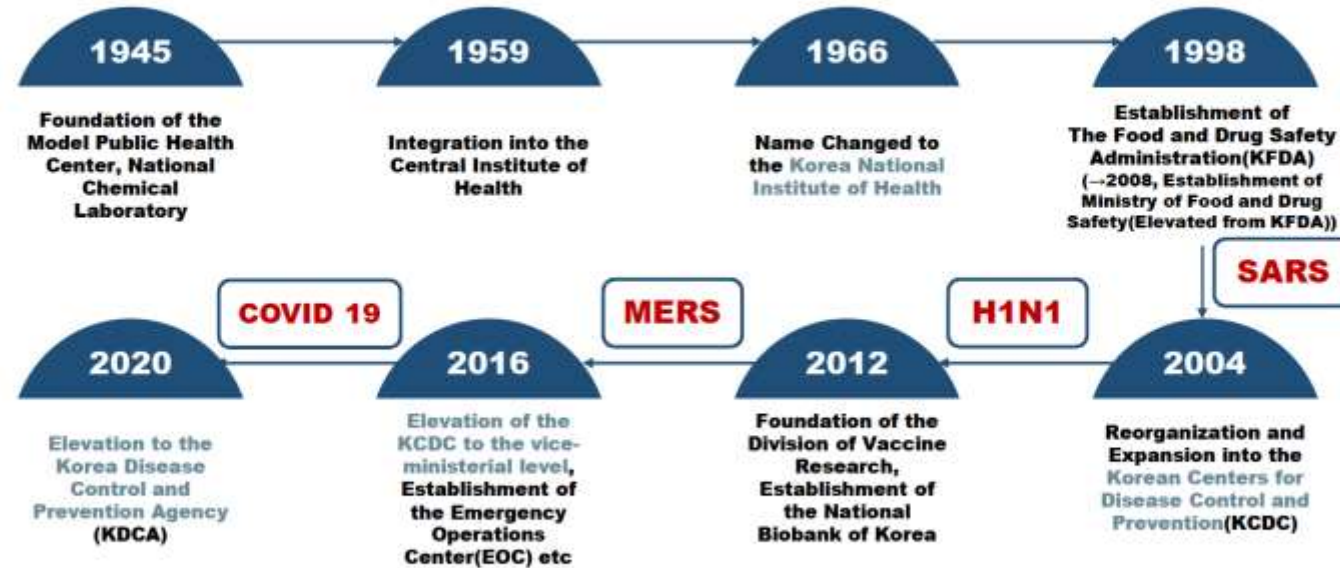 1945
Foundation of the
Model Public Health
Center, National
Chemical
Laboratory
1959
Integration into the
Central Institute of
Health
1966
Name Changed to
the Korea National
Institute of Health
1998
Establishment of
The Food and Drug Safety
Administration(KFDA)
(→2008, Establishment of
Ministry of Food and Drug
Safety(Elevated from KFDA))
SARS
2004
Reorganization and
Expansion into the
Korean Centers for
Disease Control and
Prevention(KCDC)
H1N1
2012
Foundation of the
Division of Vaccine
Research,
Establishment of
the National
Biobank of Korea
MERS
2016
Elevation of the
KCDC to the vice-
ministerial level,
Establishment of
the Emergency
Operations
Center(EOC) etc
COVID 19
2020
Elevation to the
Korea Disease
Control and
Prevention Agency
(KDCA)